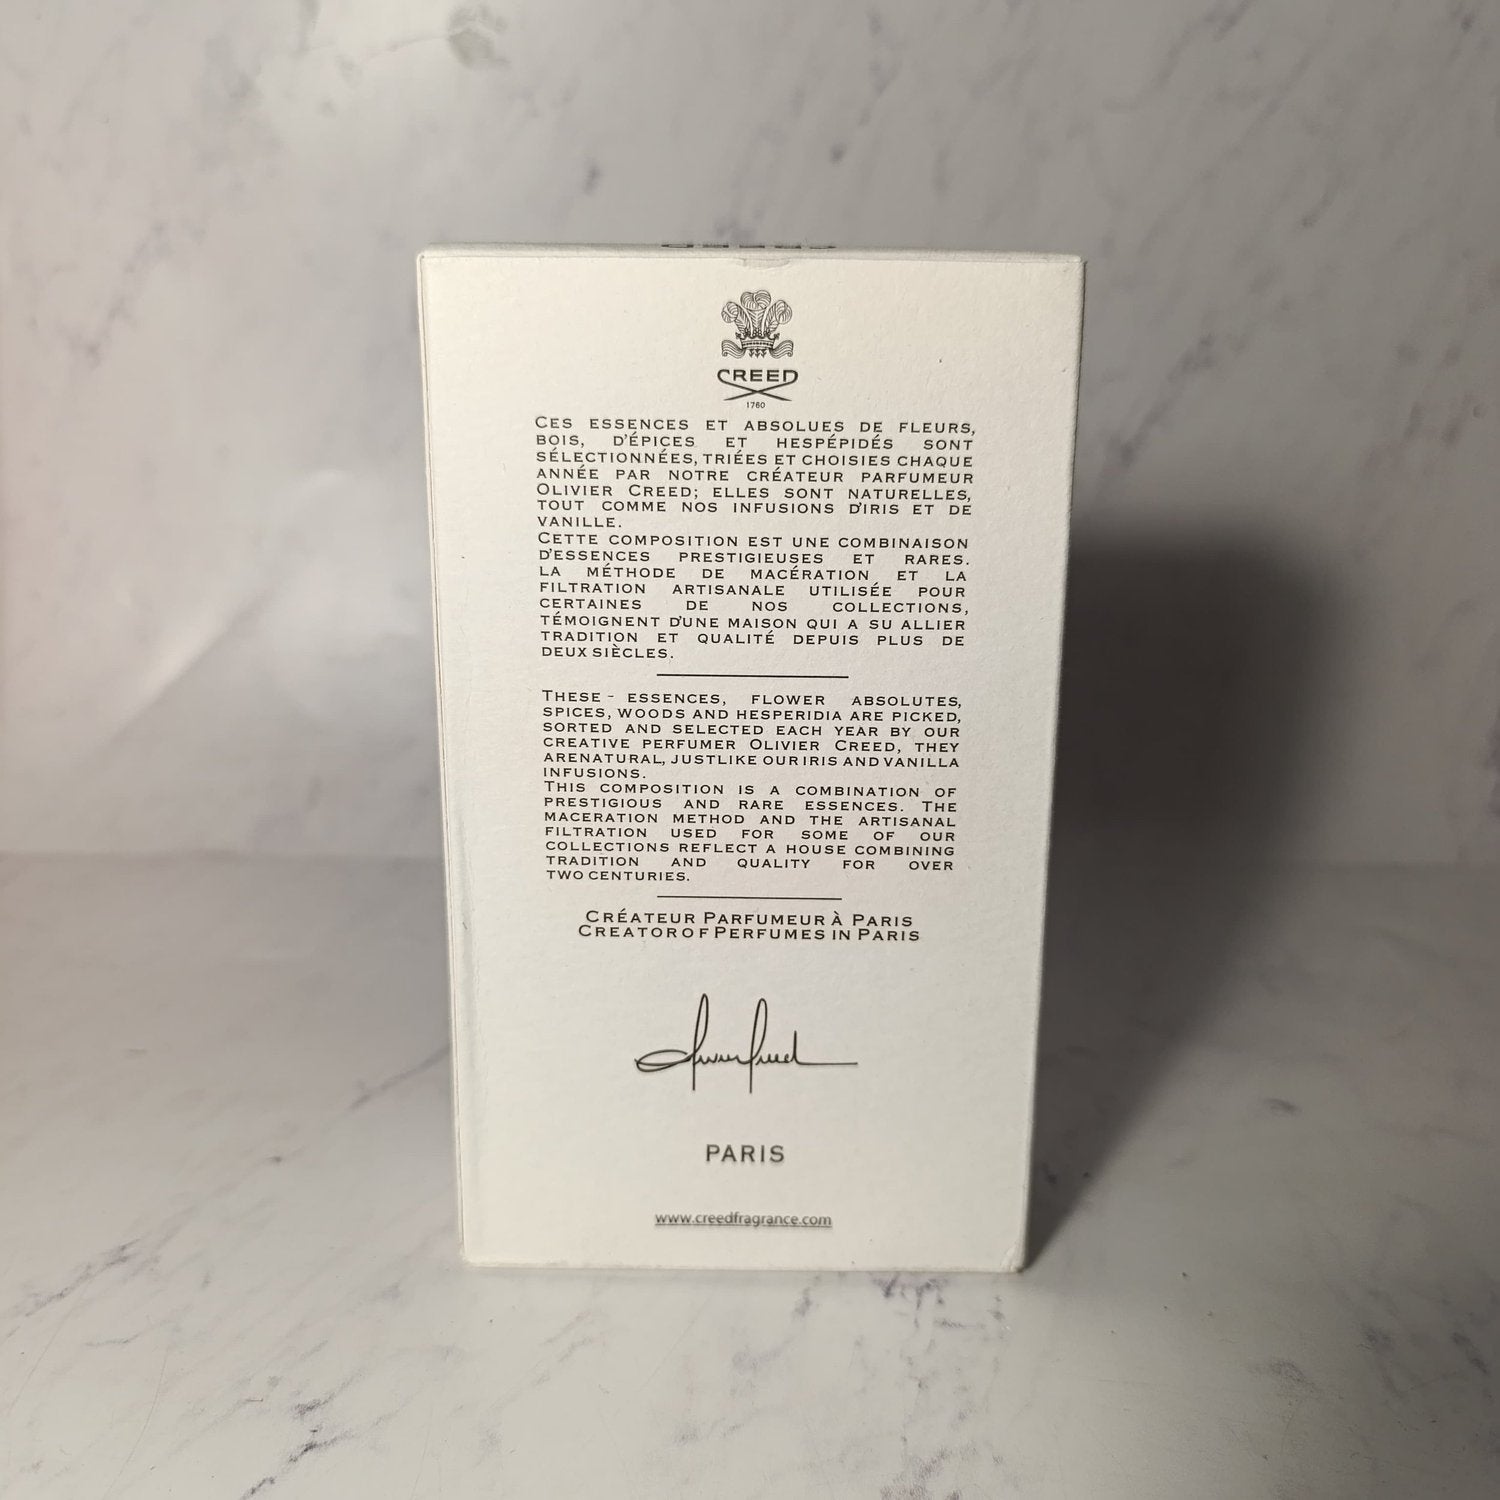 CREED
1760
CES ESSENCES ET ABSOLUES DE FLEURS,
BOIS, D'ÉPICES ET HESPÉPIDÉS SONT
SÉLECTIONNÉES, TRIÉES ET CHOISIES CHAQUE
ANNÉE PAR NOTRE CRÉATEUR PARFUMEUR
OLIVIER CREED; ELLES SONT NATURELLES,
TOUT COMME NOS INFUSIONS D'IRIS ET DE
VANILLE.
CETTE COMPOSITION EST UNE COMBINAISON
D'ESSENCES PRESTIGIEUSES ET RARES.
LA MÉTHODE DE MACÉRATION ET LA
FILTRATION ARTISANALE UTILISÉE POUR
CERTAINES DE NOS COLLECTIONS,
TÉMOIGNENT D'UNE MAISON QUI A SU ALLIER
TRADITION ET QUALITÉ DEPUIS PLUS DE
DEUX SIÈCLES.
THESE - ESSENCES, FLOWER ABSOLUTES,
SPICES, WOODS AND HESPERIDIA ARE PICKED,
SORTED AND SELECTED EACH YEAR BY OUR
CREATIVE PERFUMER OLIVIER CREED, THEY
ARENATURAL, JUSTLIKE OURIRIS AND VANILLA
INFUSIONS.
THIS COMPOSITION IS A COMBINATION OF
PRESTIGIOUS AND RARE ESSENCES. THE
MACERATION METHOD AND THE ARTISANAL
FILTRATION USED FOR SOME OF OUR
COLLECTIONS REFLECT A HOUSE COMBINING
TRADITION AND QUALITY FOR OVER
TWO CENTURIES.
CRÉATEUR PARFUMEUR À PARIS
CREATOROFPERFUMES IN PARIS
Olivier Creed
PARIS
www.creedfragrance.com